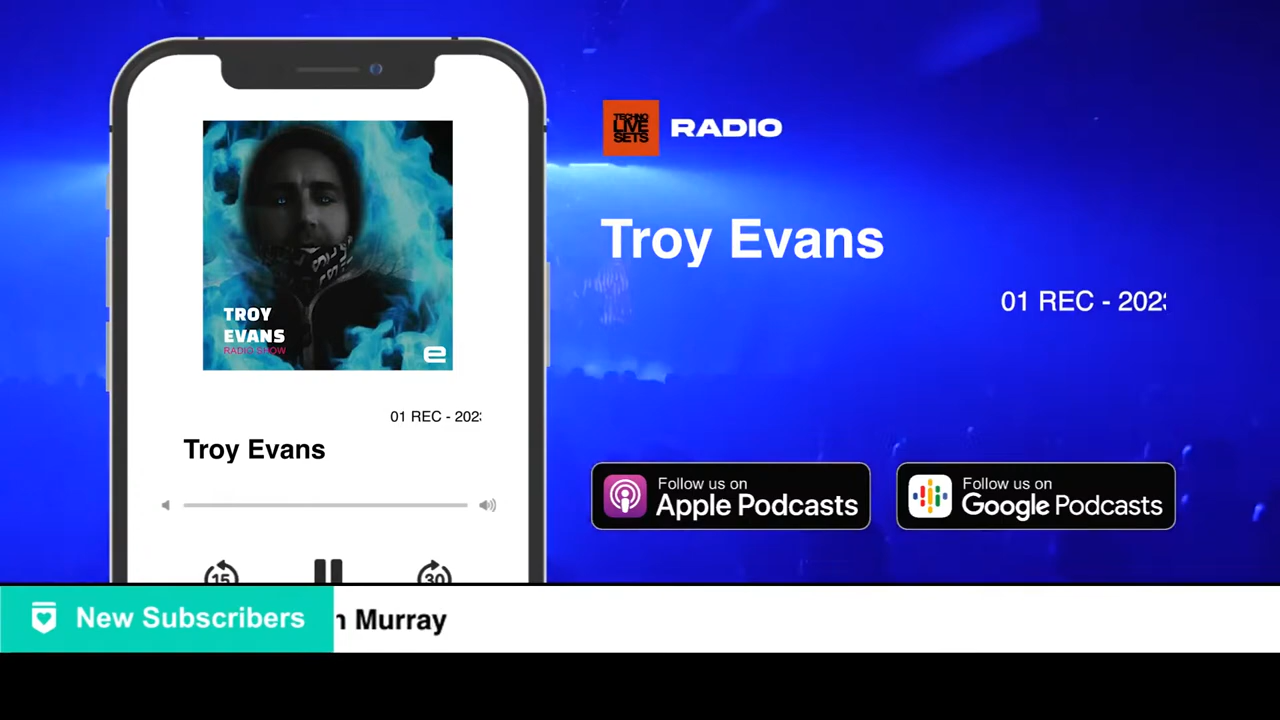 TROY
EVANS
RADIO SHOW
e
01 REC - 202
Troy Evans
15
30
TECHNO
LIVE
SETS
RADIO
Troy Evans
01 REC - 202
Follow us on
Apple Podcasts
Follow us on
Google Podcasts
New Subscribers
Murray